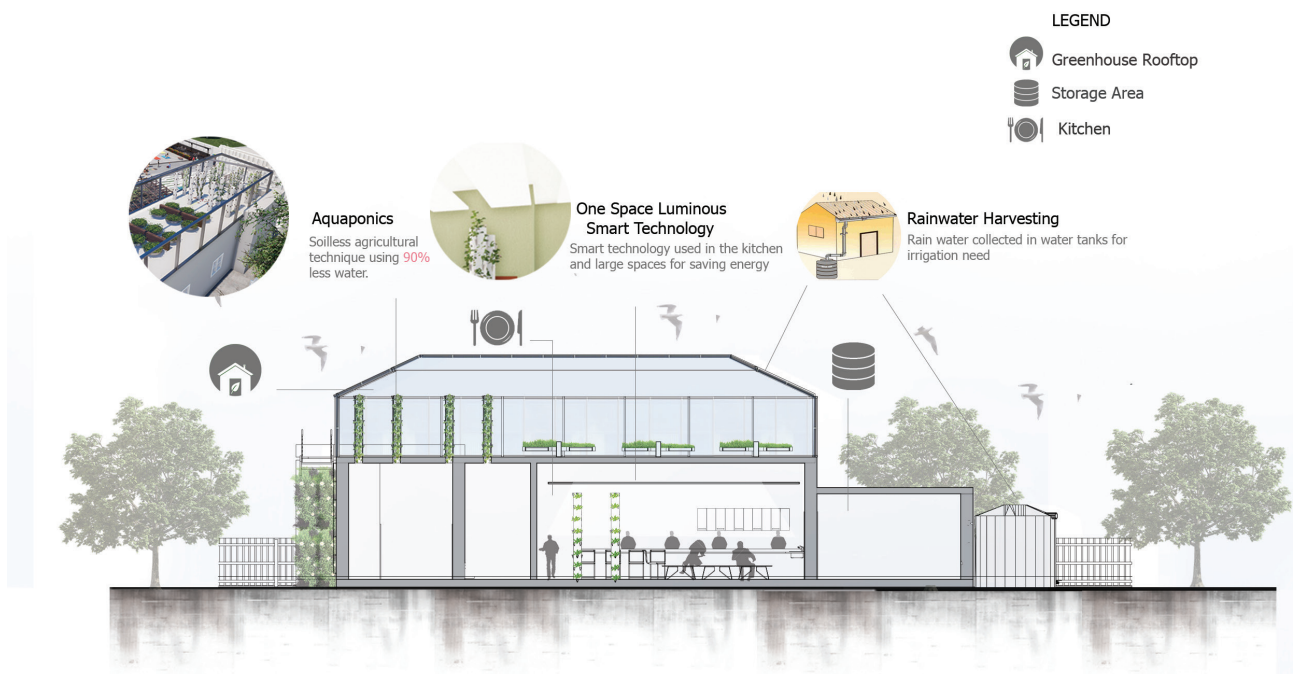 LEGEND
Greenhouse Rooftop
Storage Area
Kitchen
Aquaponics
Soilless agricultural
technique using 90%
less water.
One Space Luminous
Smart Technology
Smart technology used in the kitchen
and large spaces for saving energy
Rainwater Harvesting
Rain water collected in water tanks for
irrigation need